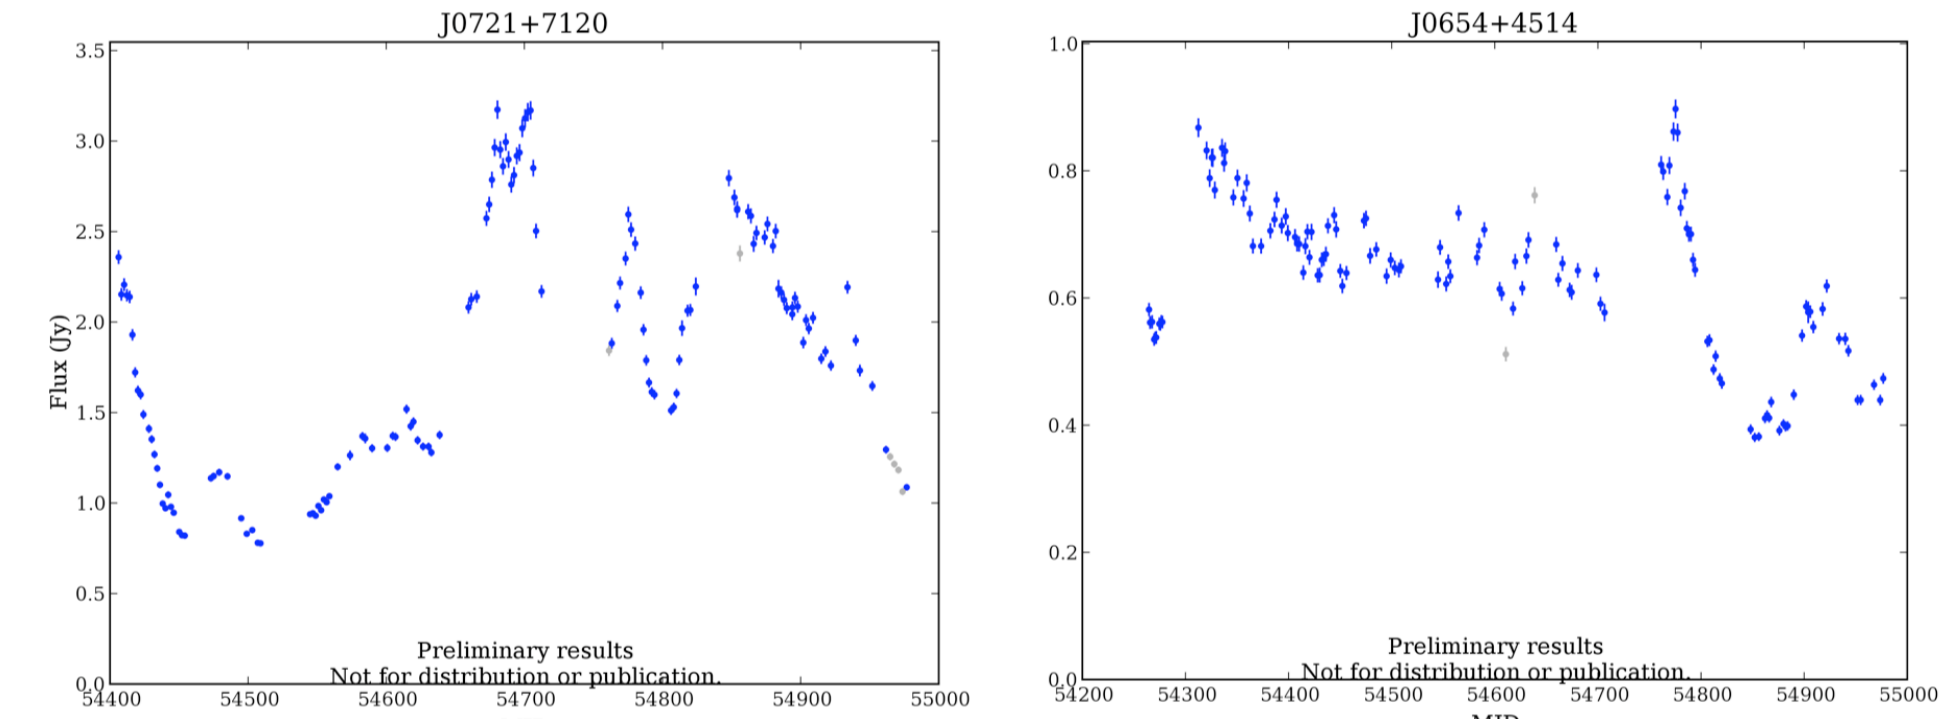 J0721+7120
3.5
3.0
2.5
2.0
1.5
1.0
0.5
0.0
Flux (Jy)
Preliminary results
Not for distribution or publication.
54400 54500 54600 54700 54800 54900 55000
J0654+4514
1.0
0.8
0.6
0.4
0.2
0.0
Preliminary results
Not for distribution or publication.
54200 54300 54400 54500 54600 54700 54800 54900 55000